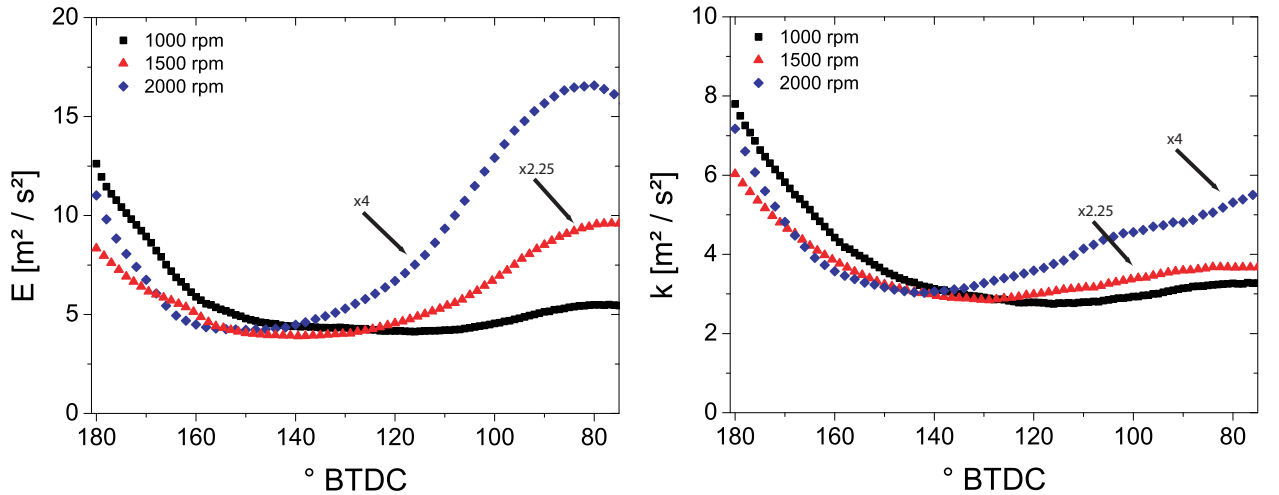 20
15
10
5
0
E [m² / s²]
1000 rpm
1500 rpm
2000 rpm
x4
x2.25
180 160 140 120 100 80
° BTDC
10
8
6
4
2
0
k [m² / s²]
1000 rpm
1500 rpm
2000 rpm
x4
x2.25
180 160 140 120 100 80
° BTDC